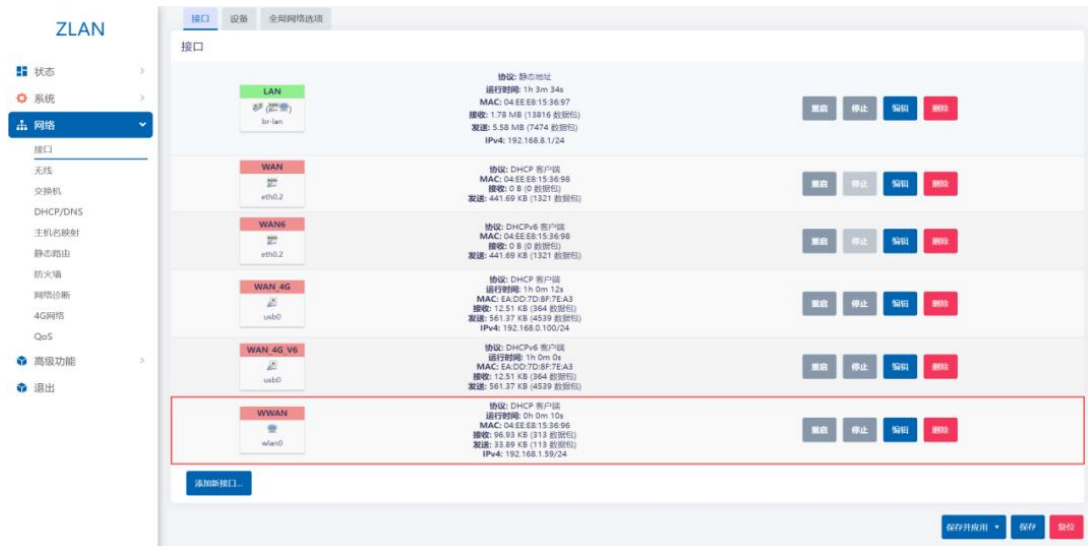 ZLAN
状态
系统
网络
接口
无线
交换机
DHCP/DNS
主机名映射
静态路由
防火墙
网络诊断
4G网络
QoS
高级功能
退出
接口 设备 全局网络选项
接口
LAN
br-lan
协议: 静态地址
运行时间: 1h 3m 34s
MAC: 04:EE:E8:15:36:97
接收: 1.78 MB (13816 数据包)
发送: 5.58 MB (7474 数据包)
IPv4: 192.168.8.1/24
重启 停止 编辑 删除
WAN
eth0.2
协议: DHCP 客户端
MAC: 04:EE:E8:15:36:98
接收: 0 B (0 数据包)
发送: 441.69 KB (1321 数据包)
重启 停止 编辑 删除
WAN6
eth0.2
协议: DHCPv6 客户端
MAC: 04:EE:E8:15:36:98
接收: 0 B (0 数据包)
发送: 441.69 KB (1321 数据包)
重启 停止 编辑 删除
WAN_4G
usb0
协议: DHCP 客户端
运行时间: 1h 0m 12s
MAC: EA:DD:7D:8F:7E:A3
接收: 12.51 KB (364 数据包)
发送: 561.37 KB (4539 数据包)
IPv4: 192.168.0.100/24
重启 停止 编辑 删除
WAN_4G_V6
usb0
协议: DHCPv6 客户端
运行时间: 1h 0m 0s
MAC: EA:DD:7D:8F:7E:A3
接收: 12.51 KB (364 数据包)
发送: 561.37 KB (4539 数据包)
重启 停止 编辑 删除
WWAN
wlan0
协议: DHCP 客户端
运行时间: 0h 0m 10s
MAC: 04:EE:E8:15:36:96
接收: 96.93 KB (313 数据包)
发送: 33.89 KB (113 数据包)
IPv4: 192.168.1.59/24
重启 停止 编辑 删除
添加新接口...
保存并应用 保存 复位